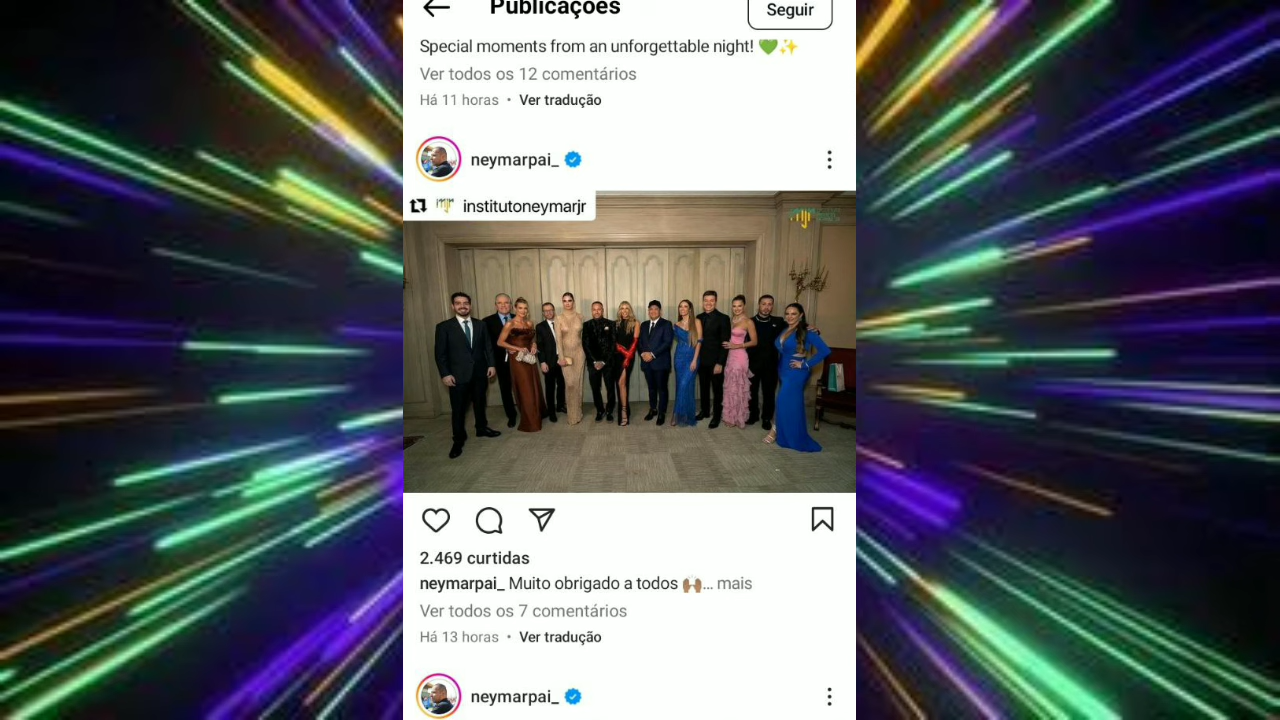 Publicações
Seguir
Special moments from an unforgettable night! 💚✨
Ver todos os 12 comentários
Há 11 horas • Ver tradução
neymarpai_
institutoneymarjr
2.469 curtidas
neymarpai_ Muito obrigado a todos 🙌🏽... mais
Ver todos os 7 comentários
Há 13 horas • Ver tradução
neymarpai_